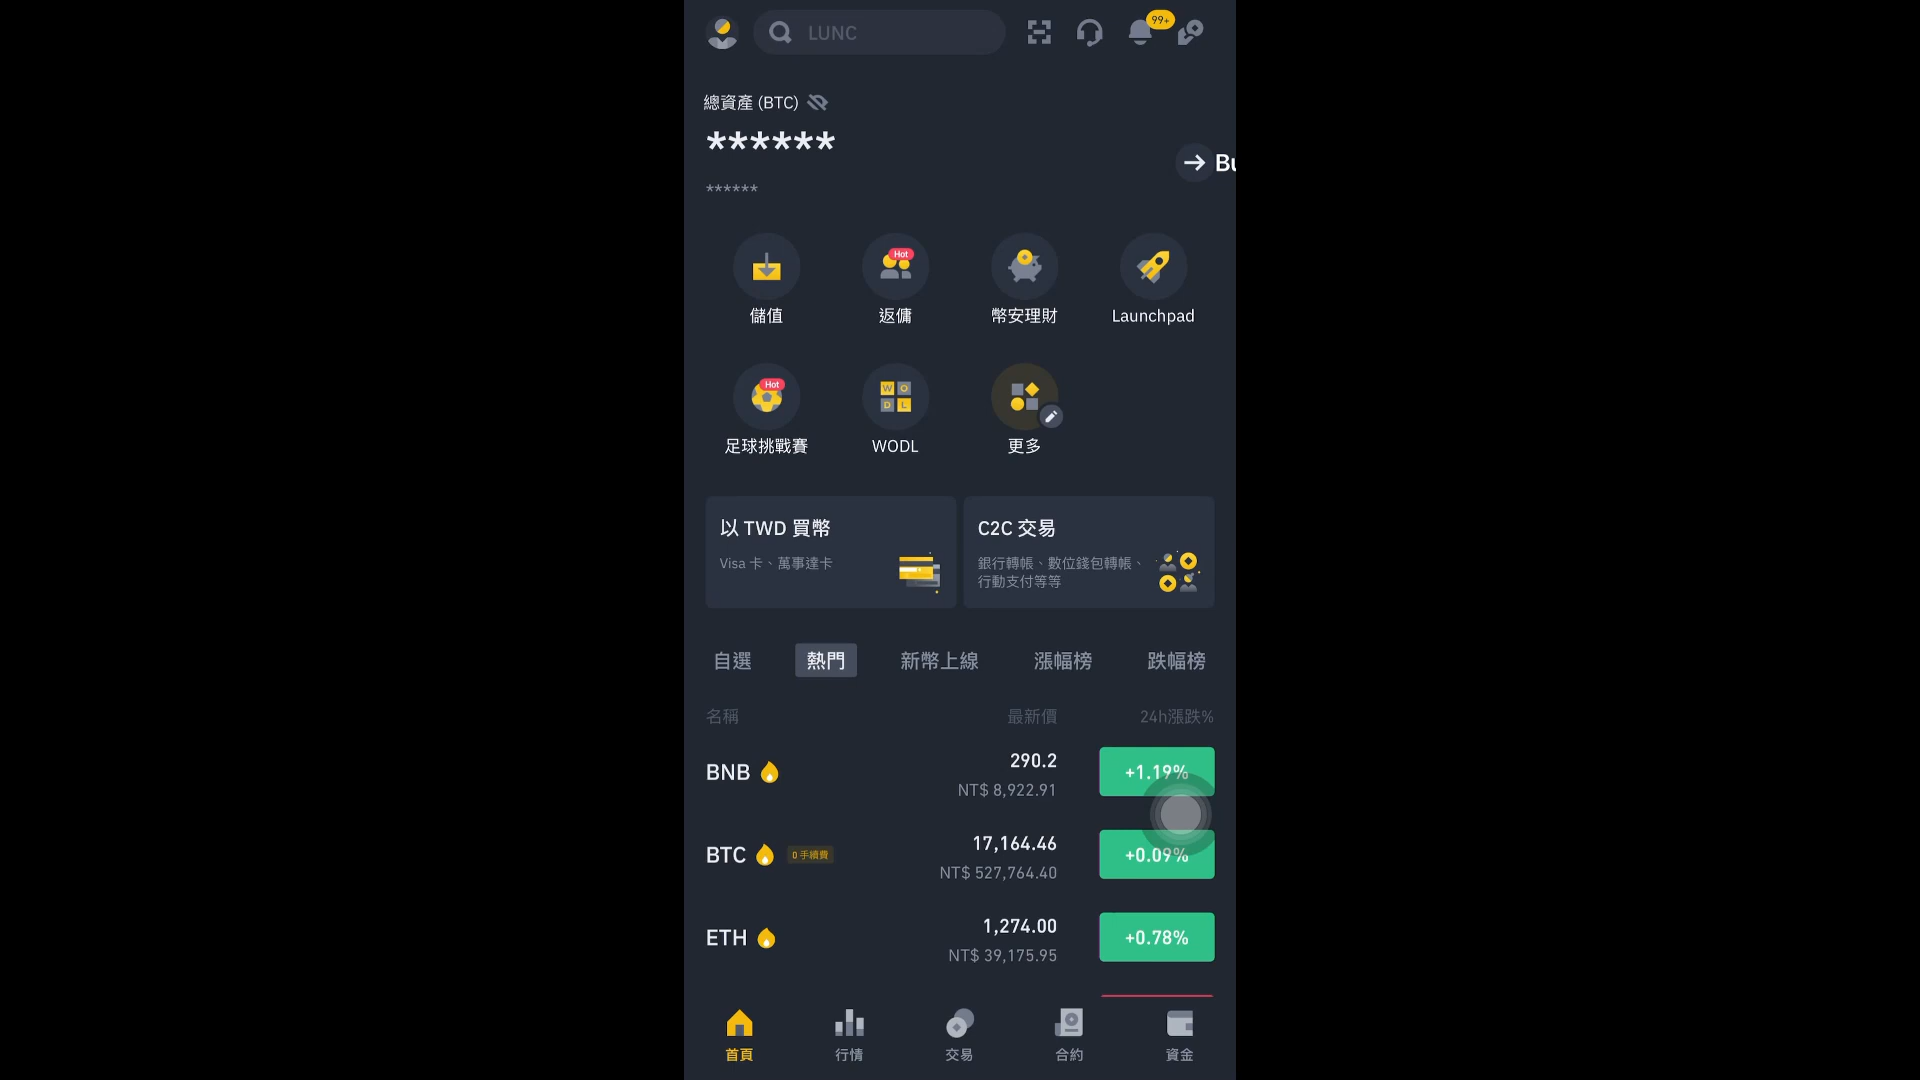 LUNC
99+
總資產 (BTC)
******
Bu
******
Hot
儲值
返傭
幣安理財
Launchpad
Hot
W O
D L
足球挑戰賽
WODL
更多
以 TWD 買幣
Visa 卡、萬事達卡
C2C 交易
銀行轉帳、數位錢包轉帳、
行動支付等等
自選 熱門 新幣上線 漲幅榜 跌幅榜
名稱 最新價 24h漲跌%
BNB 290.2 +1.19%
NT$ 8,922.91
BTC 0 手續費 17,164.46 +0.09%
NT$ 527,764.40
ETH 1,274.00 +0.78%
NT$ 39,175.95
首頁 行情 交易 合約 資金